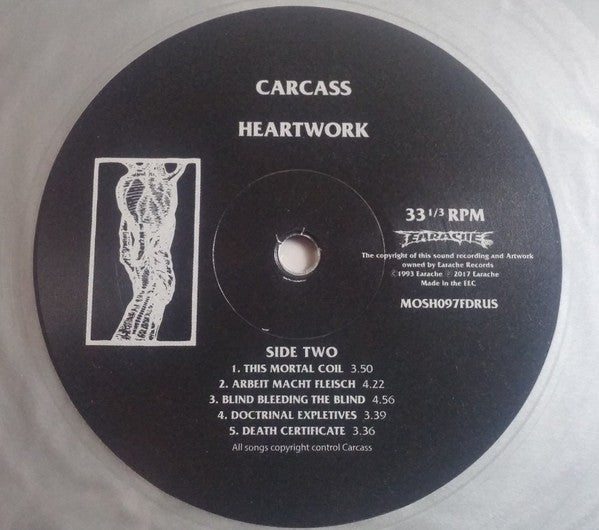 CARCASS
HEARTWORK
33 1/3 RPM
EARACHE
The copyright of this sound recording and Artwork
owned by Earache Records
Ⓒ1993 Earache Ⓟ 2017 Earache
Made in the EEC
MOSH097FDRUS
SIDE TWO
1. THIS MORTAL COIL 3.50
2. ARBEIT MACHT FLEISCH 4.22
3. BLIND BLEEDING THE BLIND 4.56
4. DOCTRINAL EXPLETIVES 3.39
5. DEATH CERTIFICATE 3.36
All songs copyright control Carcass